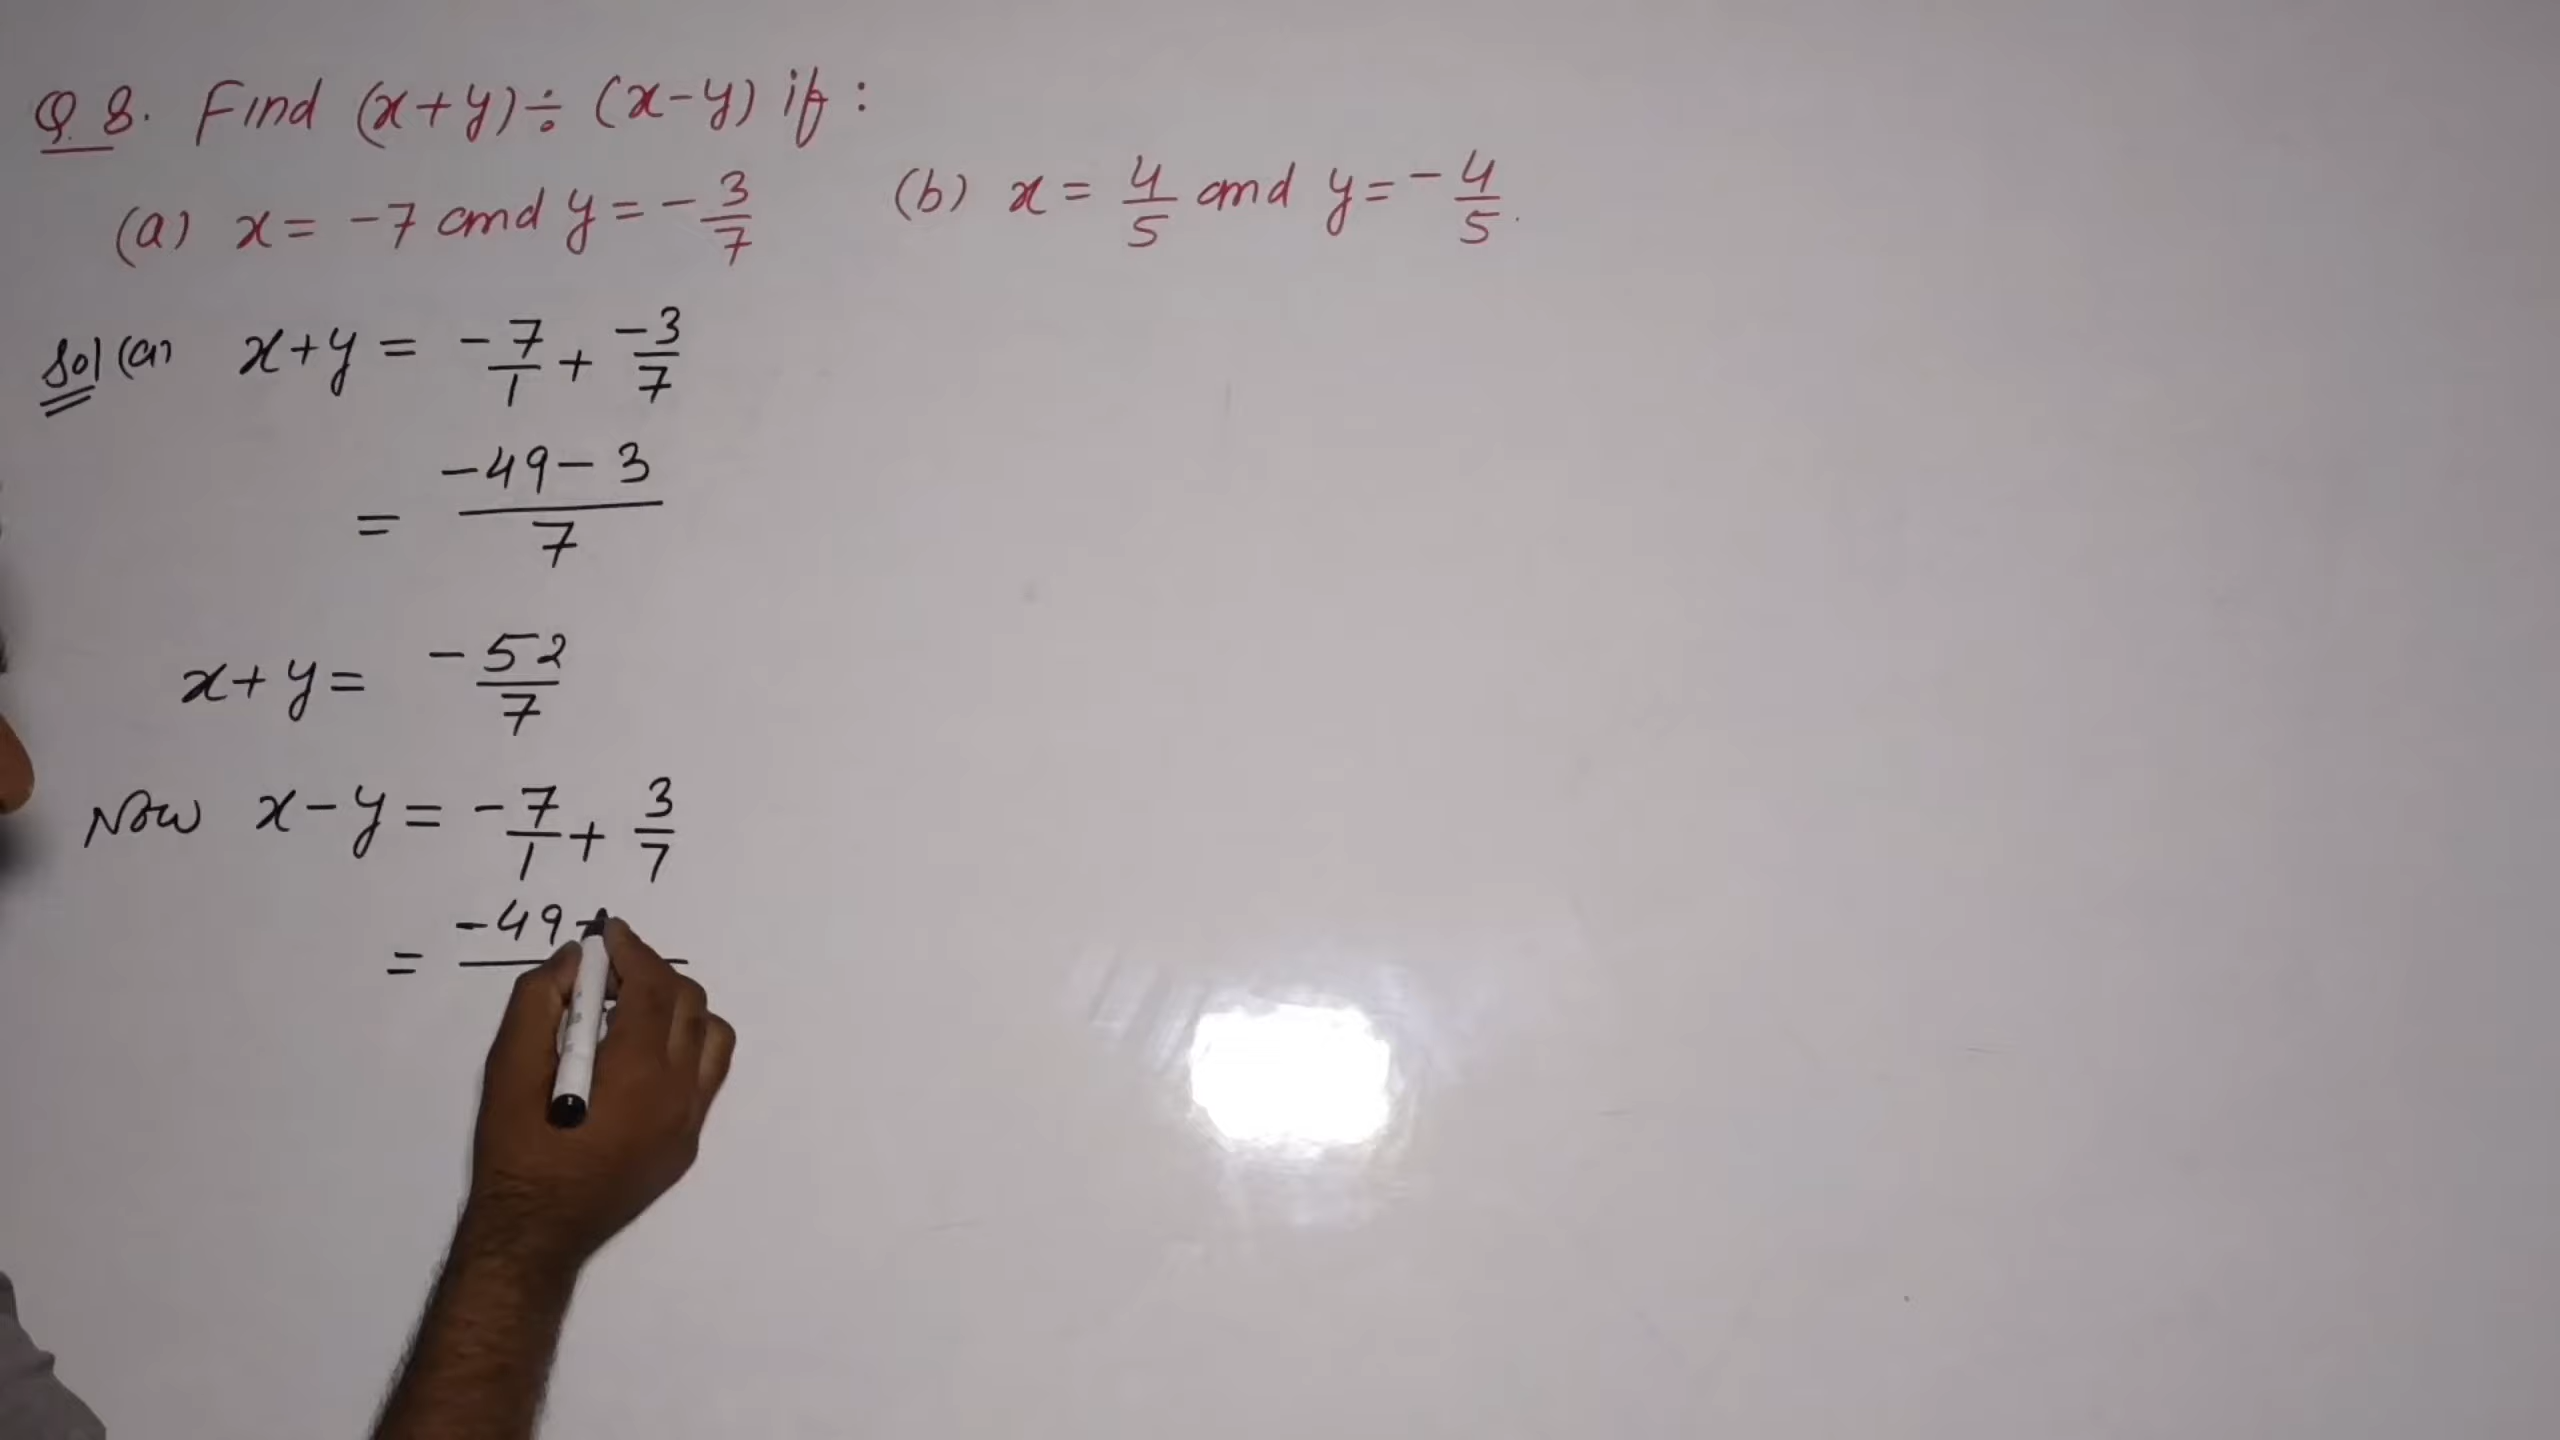 Q.8. Find (x+y)÷(x-y) if :
(a) x = -7 and y = -3/7 (b) x = 4/5 and y = -4/5.
Sol (a) x+y = -7/1 + -3/7
= -49-3/7
x+y = -52/7
Now x-y = -7/1 + 3/7
= -49+